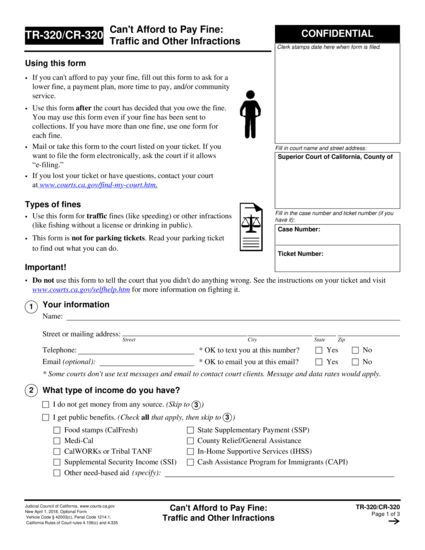 TR-320/CR-320
Can't Afford to Pay Fine:
Traffic and Other Infractions
CONFIDENTIAL
Clerk stamps date here when form is filed.
Using this form
• If you can't afford to pay your fine, fill out this form to ask for a
lower fine, a payment plan, more time to pay, and/or community
service.
• Use this form after the court has decided that you owe the fine.
You may use this form even if your fine has been sent to
collections. If you have more than one fine, use one form for
each fine.
• Mail or take this form to the court listed on your ticket. If you
want to file the form electronically, ask the court if it allows
"e-filing."
• If you lost your ticket or have questions, contact your court
at www.courts.ca.gov/find-my-court.htm.
Fill in court name and street address:
Superior Court of California, County of
Types of fines
• Use this form for traffic fines (like speeding) or other infractions
(like fishing without a license or drinking in public).
• This form is not for parking tickets. Read your parking ticket
to find out what you can do.
Fill in the case number and ticket number (if you
have it):
Case Number:
Ticket Number:
Important!
• Do not use this form to tell the court that you didn't do anything wrong. See the instructions on your ticket and visit
www.courts.ca.gov/selfhelp.htm for more information on fighting it.
1 Your information
Name:
Street or mailing address:
Street City State Zip
Telephone: * OK to text you at this number? Yes No
Email (optional): * OK to email you at this email? Yes No
* Some courts don't use text messages and email to contact court clients. Message and data rates would apply.
2 What type of income do you have?
I do not get money from any source. (Skip to 3)
I get public benefits. (Check all that apply, then skip to 3)
Food stamps (CalFresh) State Supplementary Payment (SSP)
Medi-Cal County Relief/General Assistance
CalWORKs or Tribal TANF In-Home Supportive Services (IHSS)
Supplemental Security Income (SSI) Cash Assistance Program for Immigrants (CAPI)
Other need-based aid (specify):
Judicial Council of California, www.courts.ca.gov
New April 1, 2018, Optional Form
Vehicle Code § 42003(c), Penal Code 1214.1,
California Rules of Court rules 4.106(c) and 4.335
Can't Afford to Pay Fine:
Traffic and Other Infractions
TR-320/CR-320
Page 1 of 3